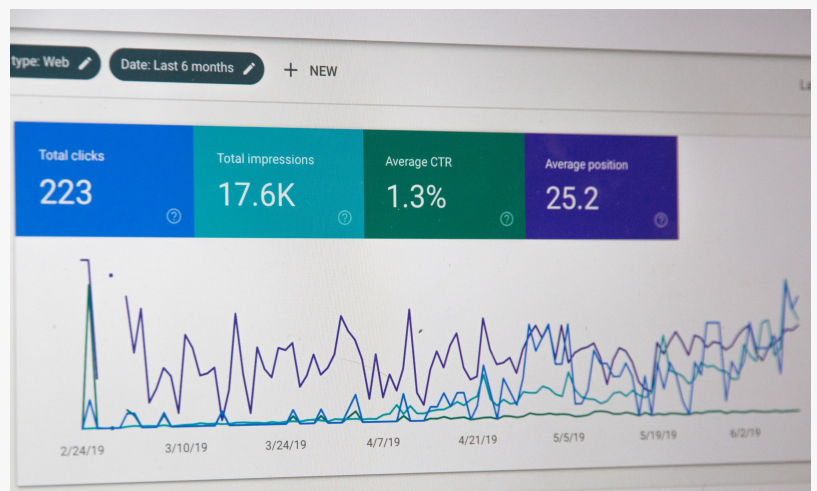 type: Web
Date: Last 6 months
+ NEW
La
Total clicks
223
Total impressions
17.6K
Average CTR
1.3%
Average position
25.2
2/24/19 3/10/19 3/24/19 4/7/19 4/21/19 5/5/19 5/19/19 6/2/19